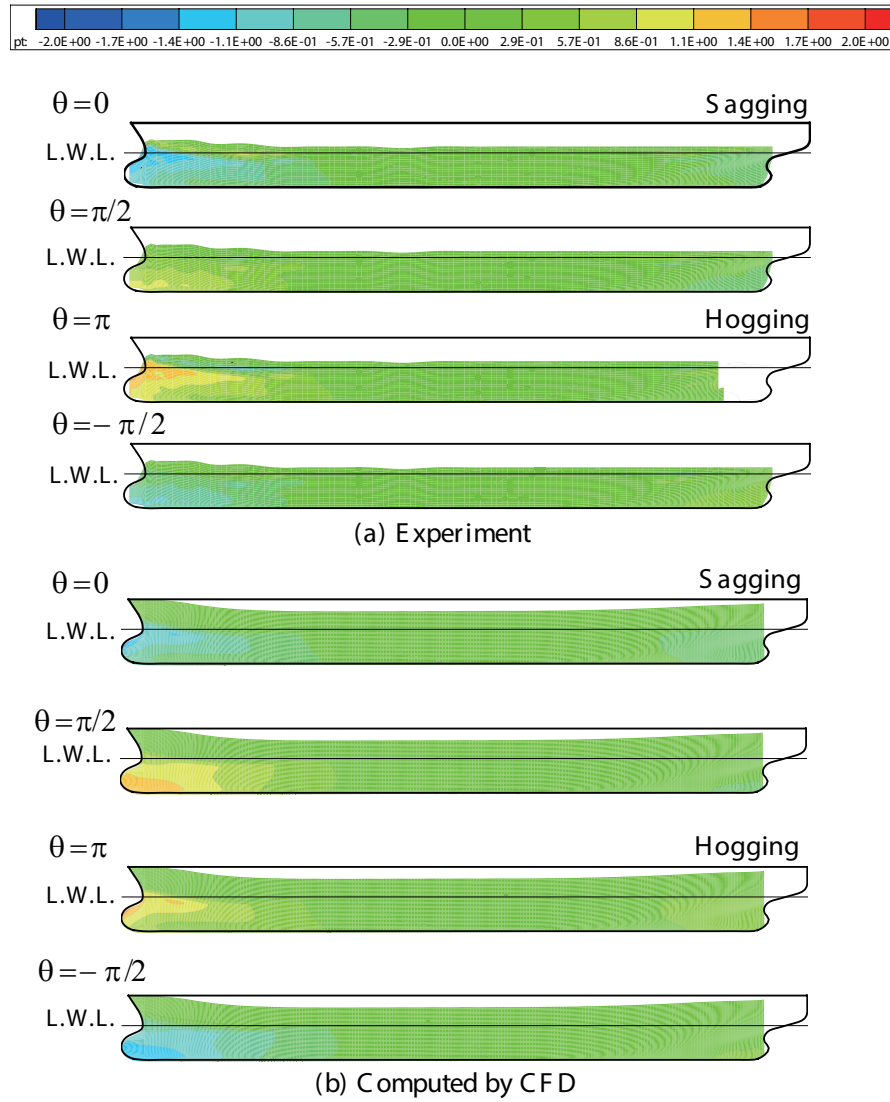 pt: -2.0E+00 -1.7E+00 -1.4E+00 -1.1E+00 -8.6E-01 -5.7E-01 -2.9E-01 0.0E+00 2.9E-01 5.7E-01 8.6E-01 1.1E+00 1.4E+00 1.7E+00 2.0E+00
θ=0 Sagging
L.W.L.
θ=π/2
L.W.L.
θ=π Hogging
L.W.L.
θ=-π/2
L.W.L.
(a) Experiment
θ=0 Sagging
L.W.L.
θ=π/2
L.W.L.
θ=π Hogging
L.W.L.
θ=-π/2
L.W.L.
(b) Computed by CFD